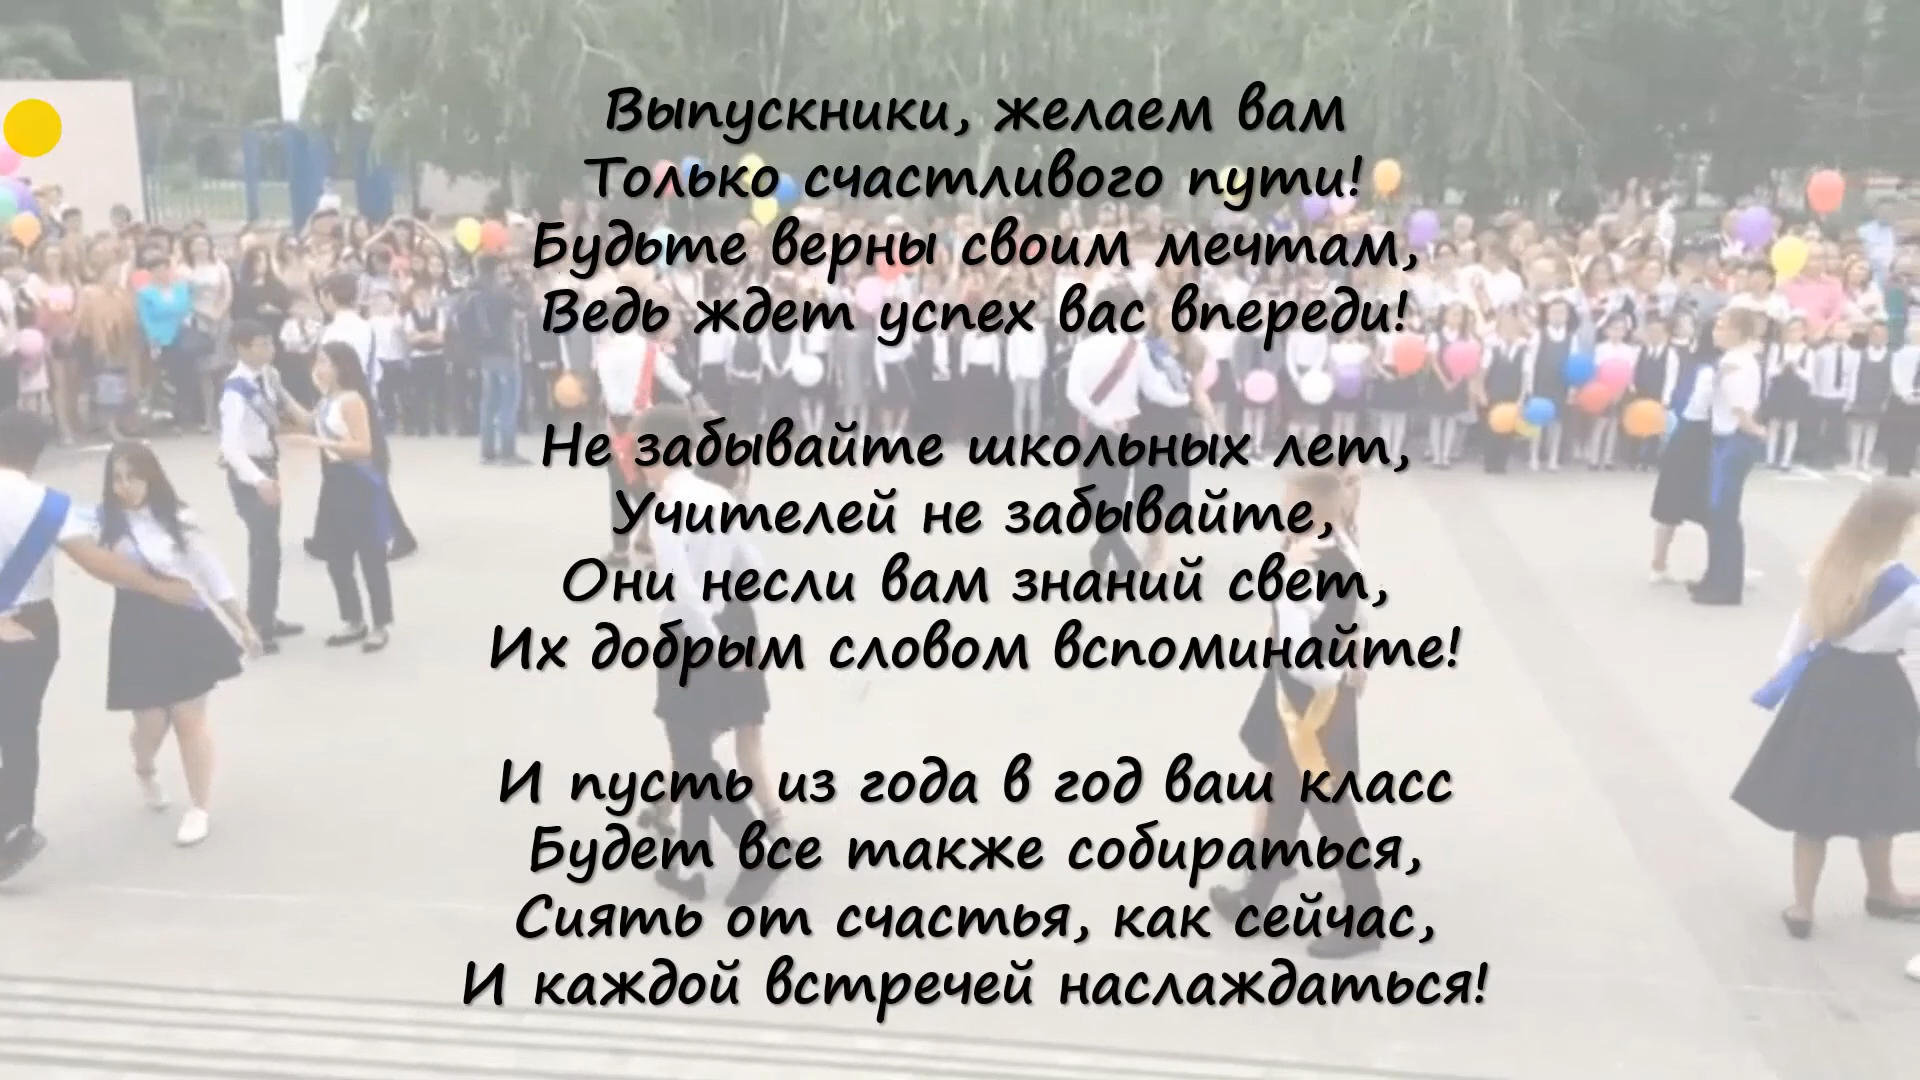 Выпускники, желаем вам
Только счастливого пути!
Будьте верны своим мечтам,
Ведь ждет успех вас впереди!
Не забывайте школьных лет,
Учителей не забывайте,
Они несли вам знаний свет,
Их добрым словом вспоминайте!
И пусть из года в год ваш класс
Будет все также собираться,
Сиять от счастья, как сейчас,
И каждой встречей наслаждаться!